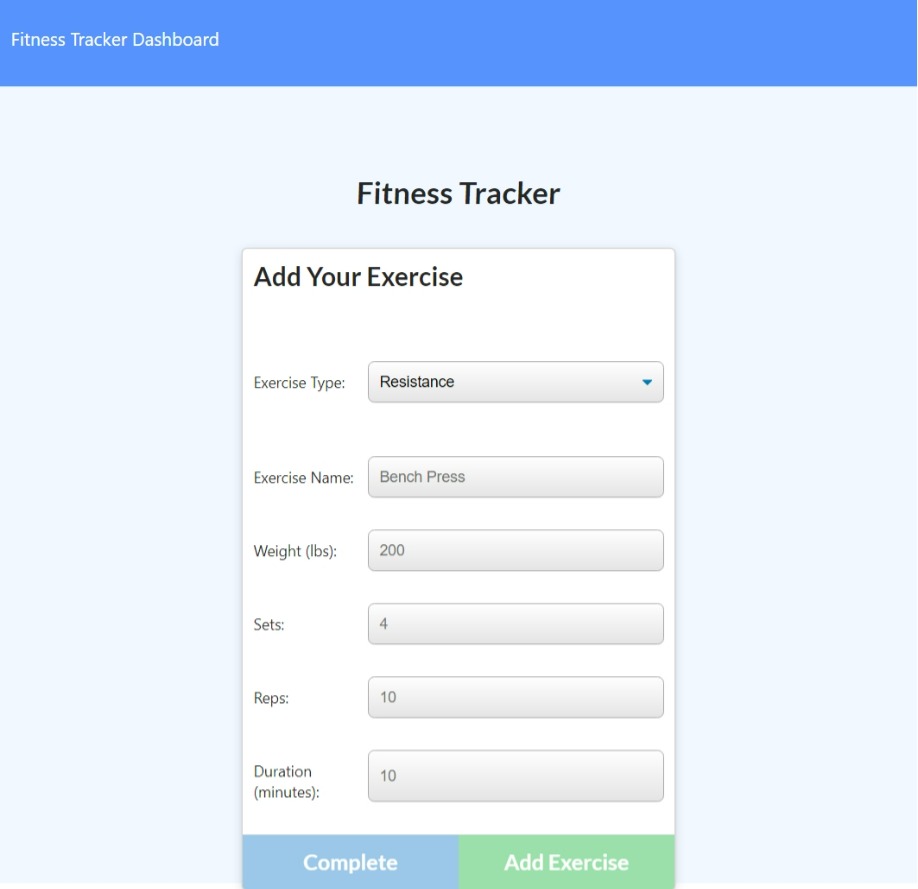 Fitness Tracker Dashboard
Fitness Tracker
Add Your Exercise
Exercise Type: Resistance
Exercise Name: Bench Press
Weight (lbs): 200
Sets: 4
Reps: 10
Duration
(minutes): 10
Complete Add Exercise